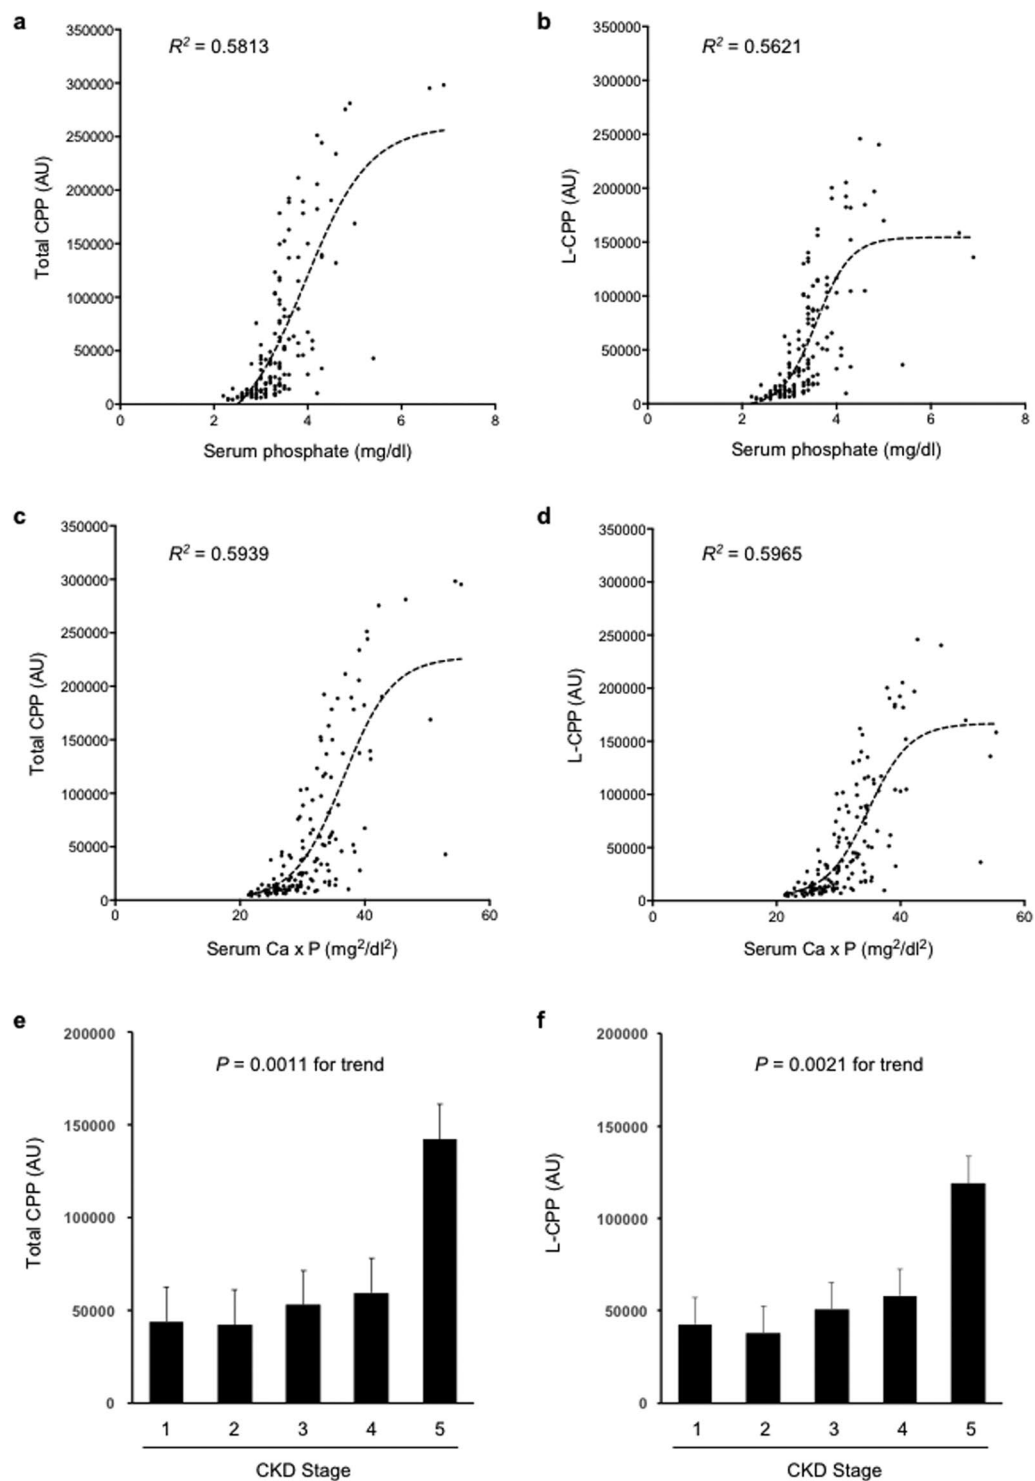 a
R² = 0.5813
350000
300000
250000
200000
150000
100000
50000
0
Total CPP (AU)
0 2 4 6 8
Serum phosphate (mg/dl)
b
R² = 0.5621
350000
300000
250000
200000
150000
100000
50000
0
L-CPP (AU)
0 2 4 6 8
Serum phosphate (mg/dl)
c
R² = 0.5939
350000
300000
250000
200000
150000
100000
50000
0
Total CPP (AU)
0 20 40 60
Serum Ca x P (mg²/dl²)
d
R² = 0.5965
350000
300000
250000
200000
150000
100000
50000
0
L-CPP (AU)
0 20 40 60
Serum Ca x P (mg²/dl²)
e
P = 0.0011 for trend
200000
150000
100000
50000
0
Total CPP (AU)
1 2 3 4 5
CKD Stage
f
P = 0.0021 for trend
200000
150000
100000
50000
0
L-CPP (AU)
1 2 3 4 5
CKD Stage